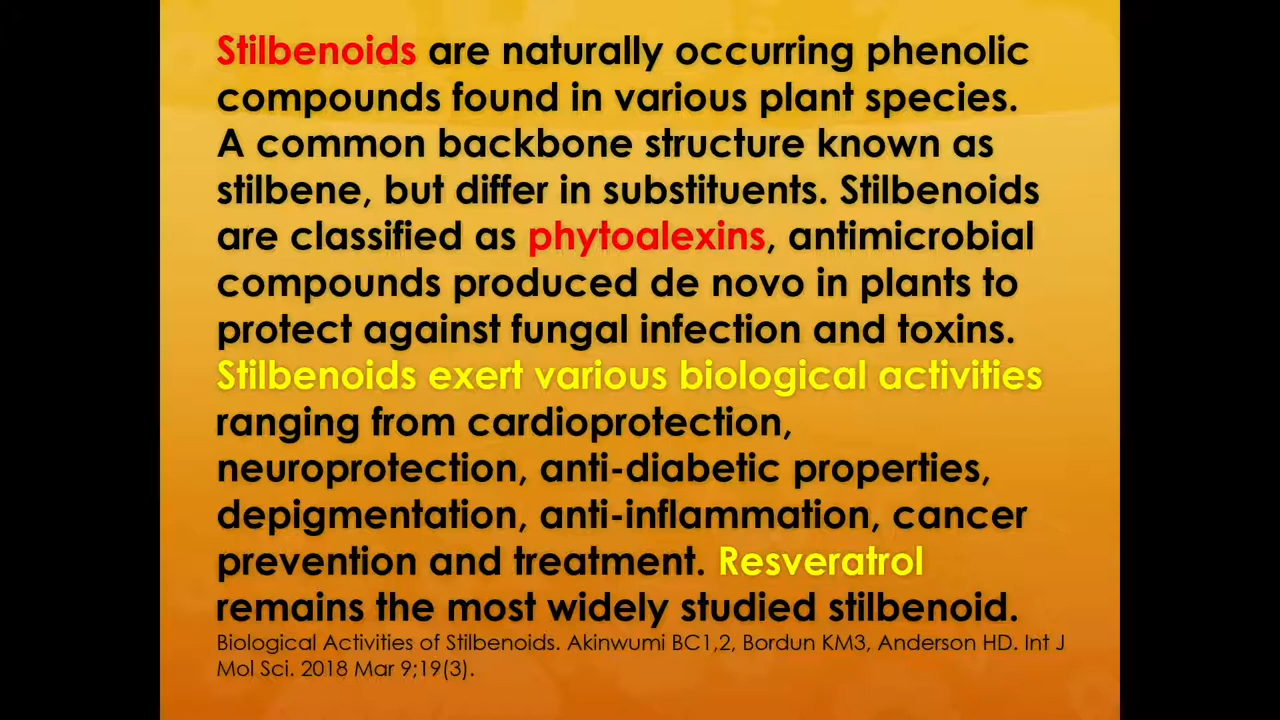 Stilbenoids are naturally occurring phenolic
compounds found in various plant species.
A common backbone structure known as
stilbene, but differ in substituents. Stilbenoids
are classified as phytoalexins, antimicrobial
compounds produced de novo in plants to
protect against fungal infection and toxins.
Stilbenoids exert various biological activities
ranging from cardioprotection,
neuroprotection, anti-diabetic properties,
depigmentation, anti-inflammation, cancer
prevention and treatment. Resveratrol
remains the most widely studied stilbenoid.
Biological Activities of Stilbenoids. Akinwumi BC1,2, Bordun KM3, Anderson HD. Int J
Mol Sci. 2018 Mar 9;19(3).